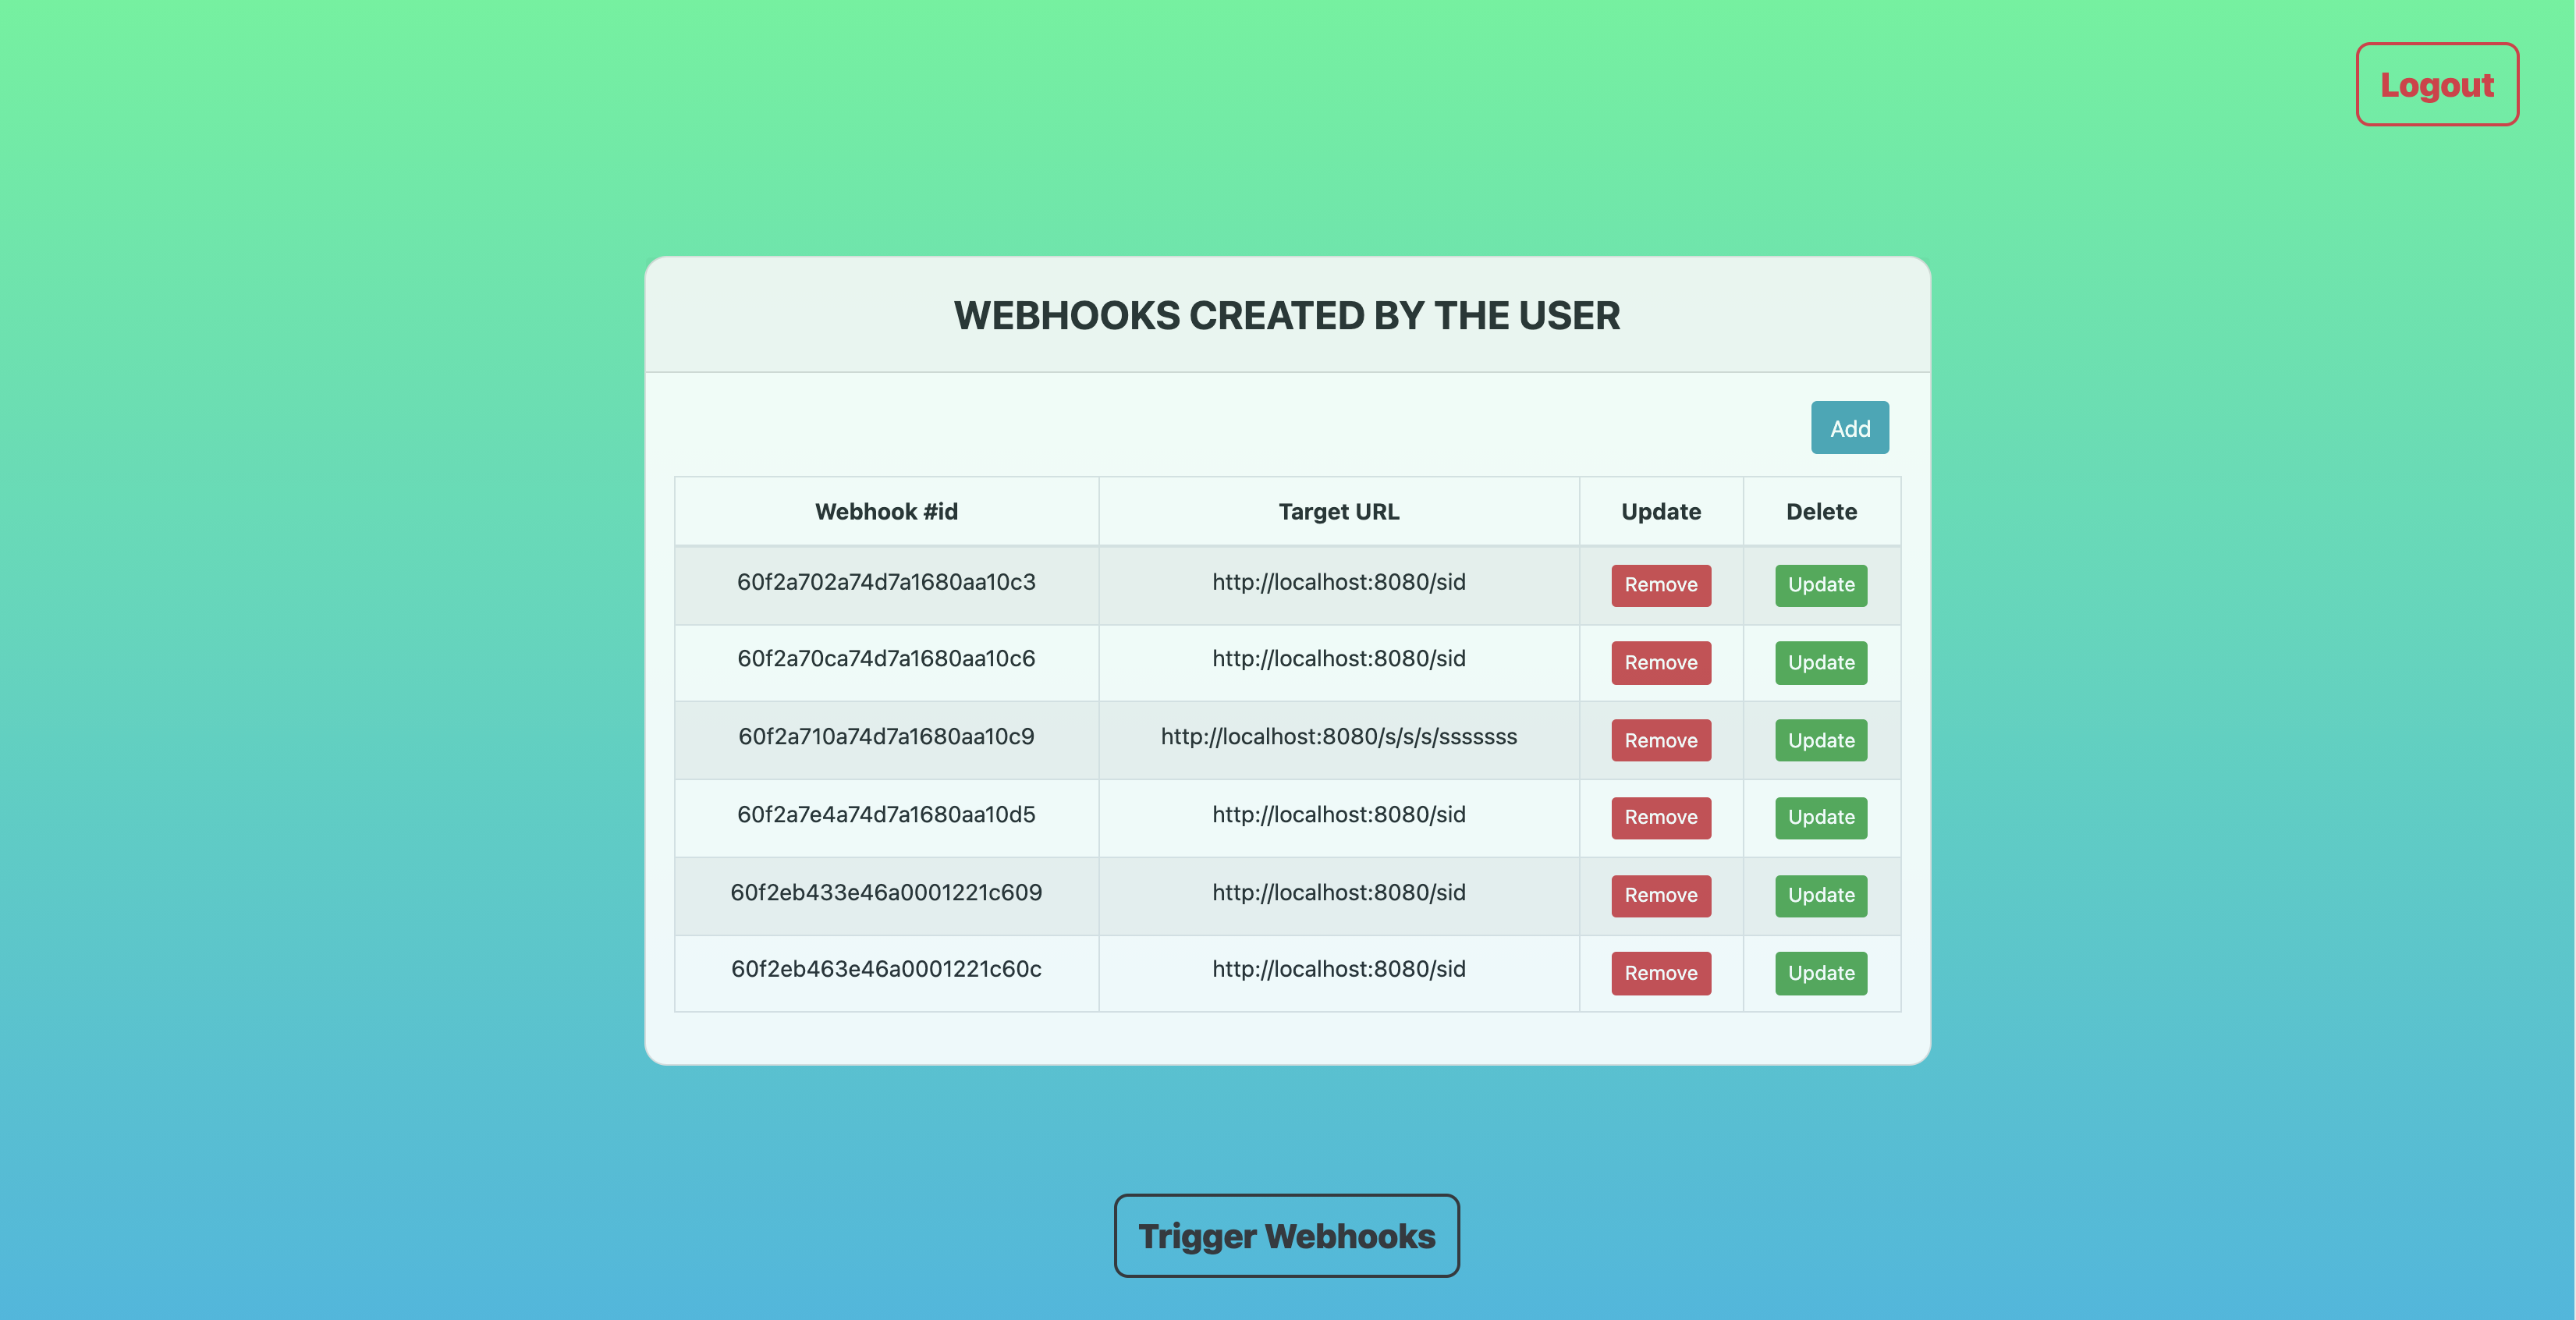 Logout
WEBHOOKS CREATED BY THE USER
Add
Webhook #id Target URL Update Delete
60f2a702a74d7a1680aa10c3 http://localhost:8080/sid Remove Update
60f2a70ca74d7a1680aa10c6 http://localhost:8080/sid Remove Update
60f2a710a74d7a1680aa10c9 http://localhost:8080/s/s/s/sssssss Remove Update
60f2a7e4a74d7a1680aa10d5 http://localhost:8080/sid Remove Update
60f2eb433e46a0001221c609 http://localhost:8080/sid Remove Update
60f2eb463e46a0001221c60c http://localhost:8080/sid Remove Update
Trigger Webhooks